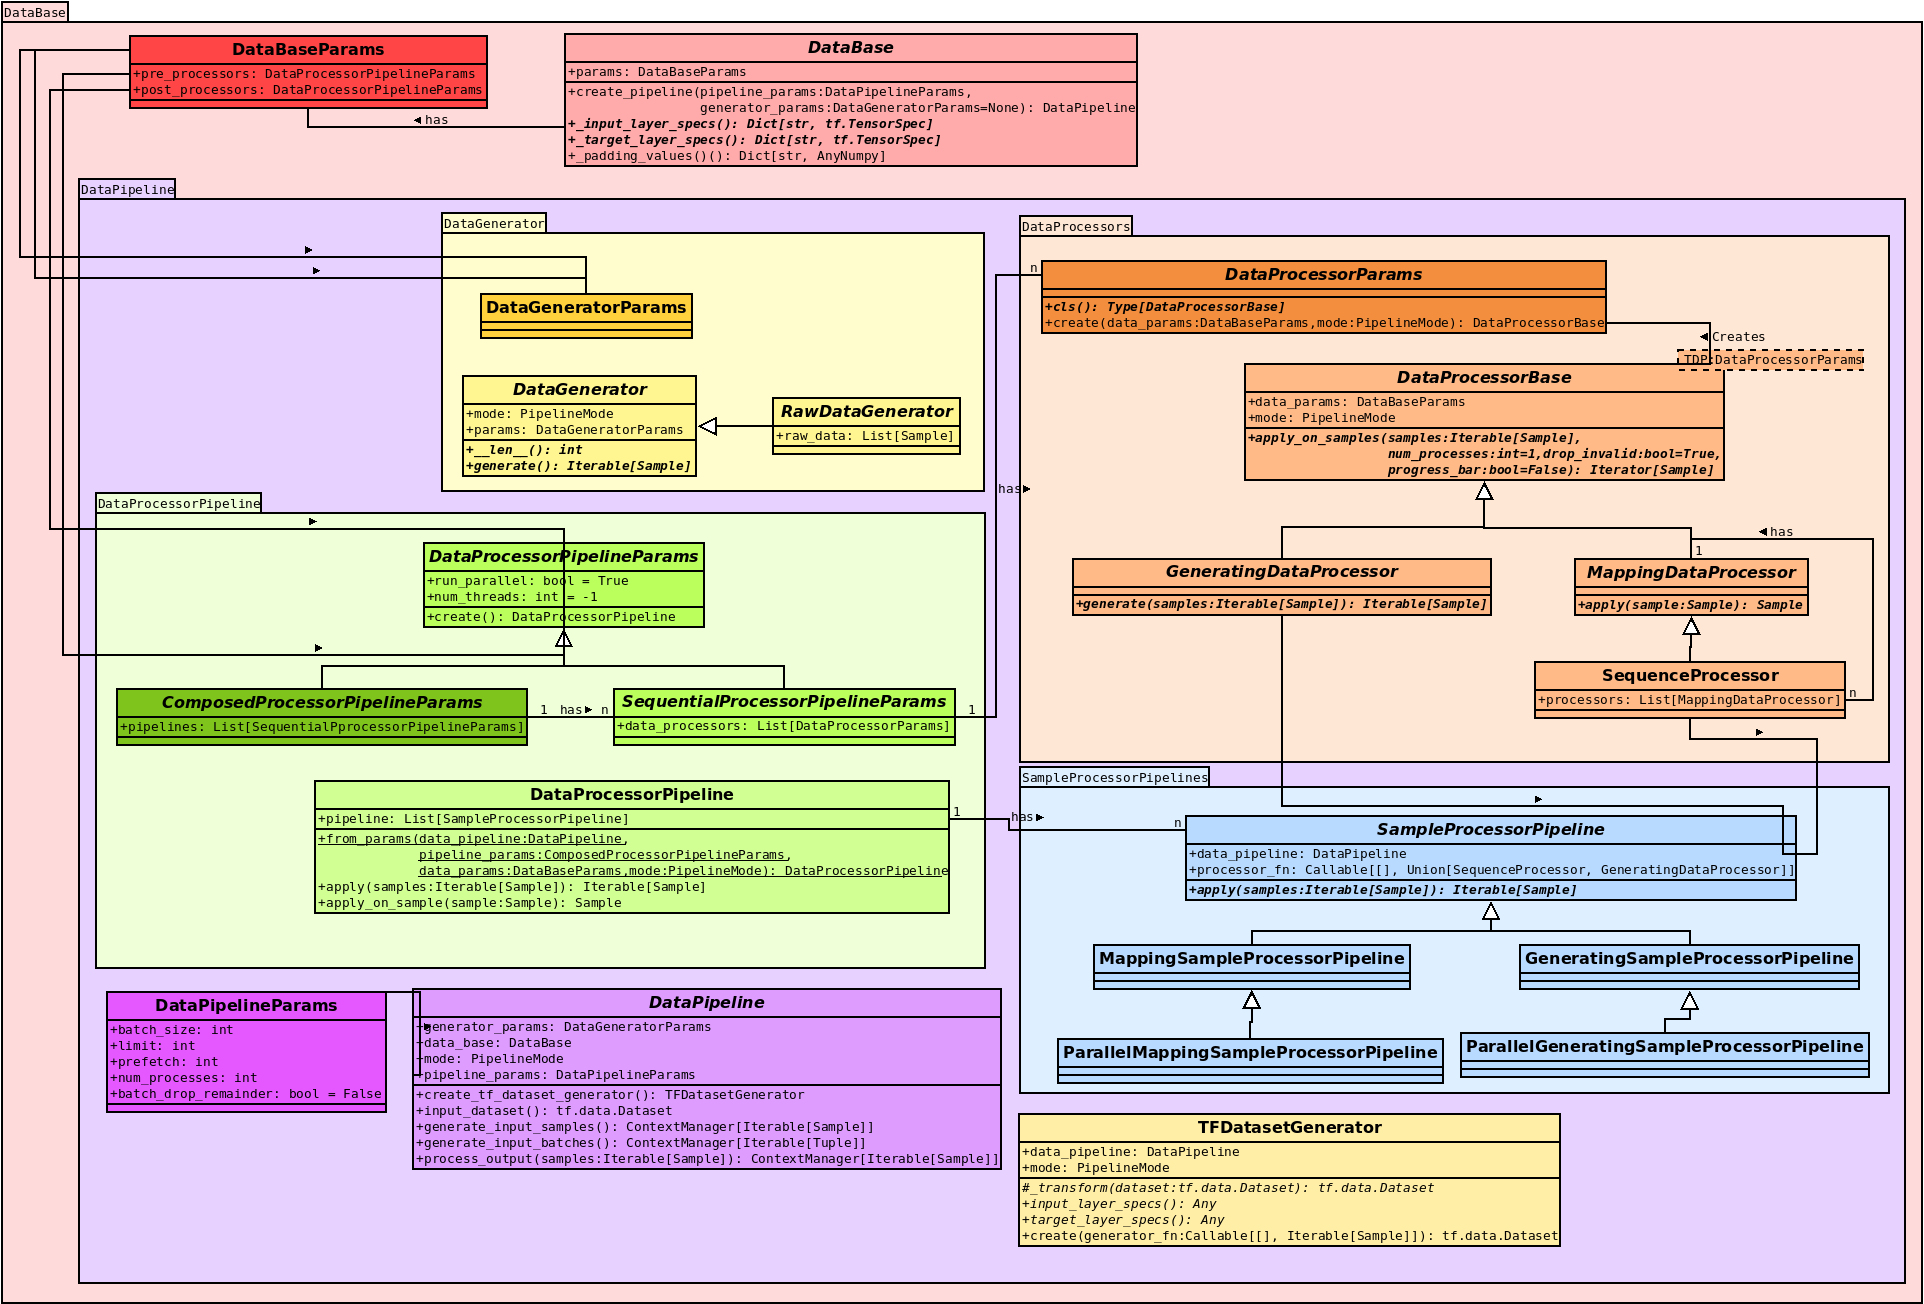 DataBase
DataBaseParams
+pre_processors: DataProcessorPipelineParams
+post_processors: DataProcessorPipelineParams
DataBase
+params: DataBaseParams
+create_pipeline(pipeline_params:DataPipelineParams,
generator_params:DataGeneratorParams=None): DataPipeline
+_input_layer_specs(): Dict[str, tf.TensorSpec]
+_target_layer_specs(): Dict[str, tf.TensorSpec]
+_padding_values()(): Dict[str, AnyNumpy]
has
DataPipeline
DataGenerator
DataGeneratorParams
DataGenerator
+mode: PipelineMode
+params: DataGeneratorParams
+__len__(): int
+generate(): Iterable[Sample]
RawDataGenerator
+raw_data: List[Sample]
DataProcessors
n
DataProcessorParams
+cls(): Type[DataProcessorBase]
+create(data_params:DataBaseParams,mode:PipelineMode): DataProcessorBase
Creates
TDP:DataProcessorParams
DataProcessorBase
+data_params: DataBaseParams
+mode: PipelineMode
+apply_on_samples(samples:Iterable[Sample],
num_processes:int=1,drop_invalid:bool=True,
progress_bar:bool=False): Iterator[Sample]
has
has
1
GeneratingDataProcessor
+generate(samples:Iterable[Sample]): Iterable[Sample]
MappingDataProcessor
+apply(sample:Sample): Sample
SequenceProcessor
+processors: List[MappingDataProcessor]
n
DataProcessorPipeline
DataProcessorPipelineParams
+run_parallel: bool = True
+num_threads: int = -1
+create(): DataProcessorPipeline
ComposedProcessorPipelineParams
+pipelines: List[SequentialPprocessorPipelineParams]
1 has n
SequentialProcessorPipelineParams
+data_processors: List[DataProcessorParams]
1
DataProcessorPipeline
+pipeline: List[SampleProcessorPipeline]
+from_params(data_pipeline:DataPipeline,
pipeline_params:ComposedProcessorPipelineParams,
data_params:DataBaseParams,mode:PipelineMode): DataProcessorPipeline
+apply(samples:Iterable[Sample]): Iterable[Sample]
+apply_on_sample(sample:Sample): Sample
1
has
n
SampleProcessorPipelines
SampleProcessorPipeline
+data_pipeline: DataPipeline
+processor_fn: Callable[[], Union[SequenceProcessor, GeneratingDataProcessor]]
+apply(samples:Iterable[Sample]): Iterable[Sample]
MappingSampleProcessorPipeline
GeneratingSampleProcessorPipeline
ParallelMappingSampleProcessorPipeline
ParallelGeneratingSampleProcessorPipeline
DataPipelineParams
+batch_size: int
+limit: int
+prefetch: int
+num_processes: int
+batch_drop_remainder: bool = False
DataPipeline
+generator_params: DataGeneratorParams
+data_base: DataBase
+mode: PipelineMode
+pipeline_params: DataPipelineParams
+create_tf_dataset_generator(): TFDatasetGenerator
+input_dataset(): tf.data.Dataset
+generate_input_samples(): ContextManager[Iterable[Sample]]
+generate_input_batches(): ContextManager[Iterable[Tuple]]
+process_output(samples:Iterable[Sample]): ContextManager[Iterable[Sample]]
TFDatasetGenerator
+data_pipeline: DataPipeline
+mode: PipelineMode
#_transform(dataset:tf.data.Dataset): tf.data.Dataset
+input_layer_specs(): Any
+target_layer_specs(): Any
+create(generator_fn:Callable[[], Iterable[Sample]]): tf.data.Dataset